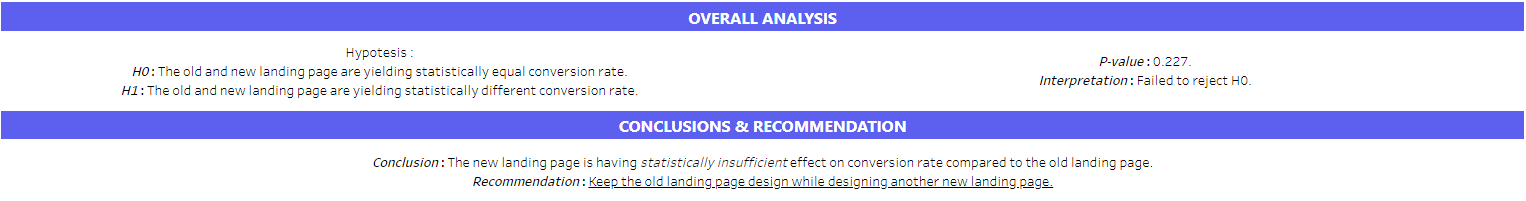 OVERALL ANALYSIS
Hypotesis :
H0 : The old and new landing page are yielding statistically equal conversion rate.
H1 : The old and new landing page are yielding statistically different conversion rate.
P-value : 0.227.
Interpretation : Failed to reject H0.
CONCLUSIONS & RECOMMENDATION
Conclusion : The new landing page is having statistically insufficient effect on conversion rate compared to the old landing page.
Recommendation : Keep the old landing page design while designing another new landing page.